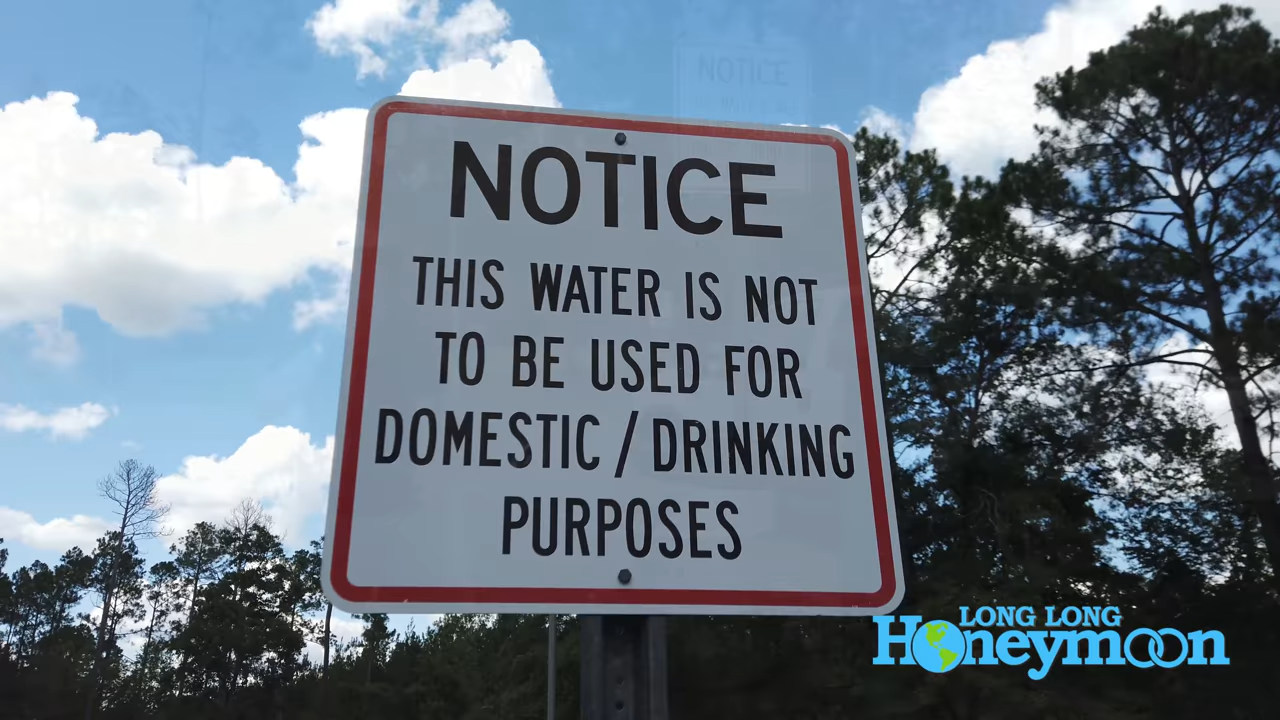 NOTICE
THIS WATER IS NOT
TO BE USED FOR
DOMESTIC / DRINKING
PURPOSES
LONG LONG
Honeymoon